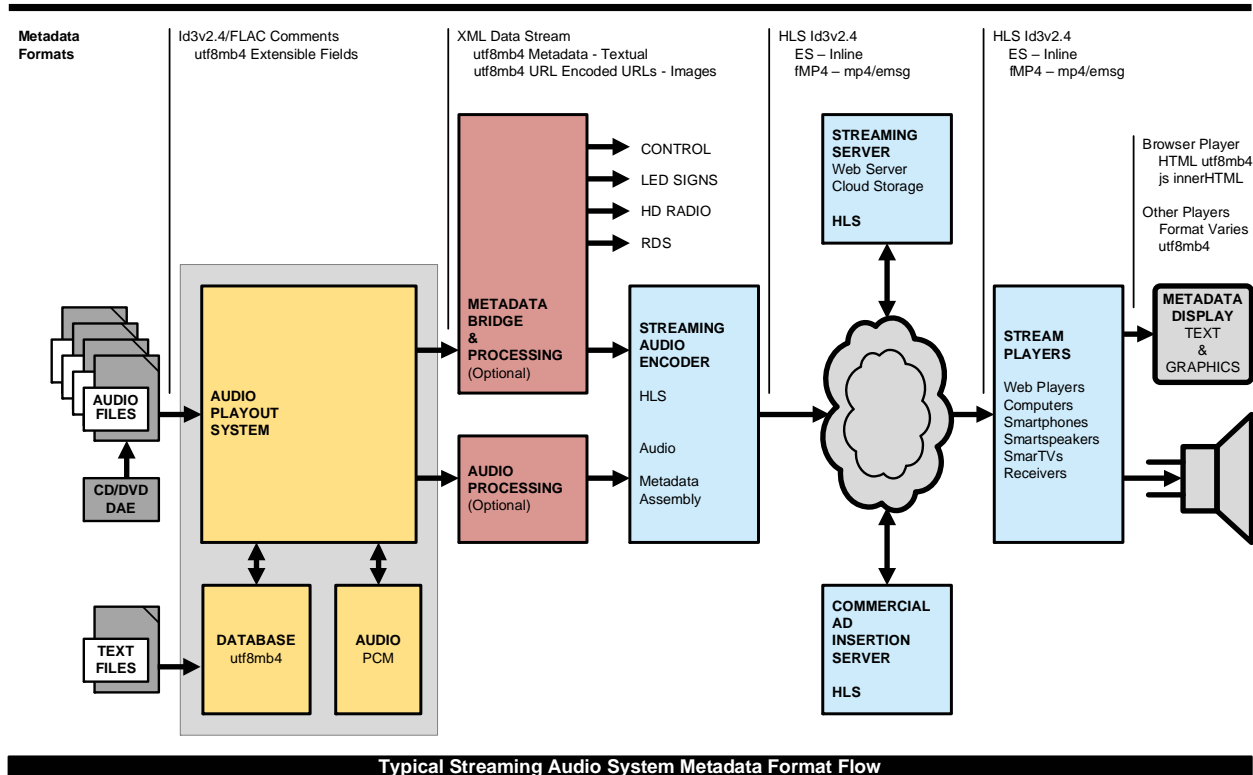 Metadata
Formats
Id3v2.4/FLAC Comments
utf8mb4 Extensible Fields
XML Data Stream
utf8mb4 Metadata - Textual
utf8mb4 URL Encoded URLs - Images
HLS Id3v2.4
ES – Inline
fMP4 – mp4/emsg
HLS Id3v2.4
ES – Inline
fMP4 – mp4/emsg
CONTROL
LED SIGNS
HD RADIO
RDS
STREAMING
SERVER
Web Server
Cloud Storage
HLS
Browser Player
HTML utf8mb4
js innerHTML
Other Players
Format Varies
utf8mb4
AUDIO
FILES
CD/DVD
DAE
AUDIO
PLAYOUT
SYSTEM
METADATA
BRIDGE
&
PROCESSING
(Optional)
AUDIO
PROCESSING
(Optional)
STREAMING
AUDIO
ENCODER
HLS
Audio
Metadata
Assembly
STREAM
PLAYERS
Web Players
Computers
Smartphones
Smartspeakers
SmarTVs
Receivers
METADATA
DISPLAY
TEXT
&
GRAPHICS
TEXT
FILES
DATABASE
utf8mb4
AUDIO
PCM
COMMERCIAL
AD
INSERTION
SERVER
HLS
Typical Streaming Audio System Metadata Format Flow